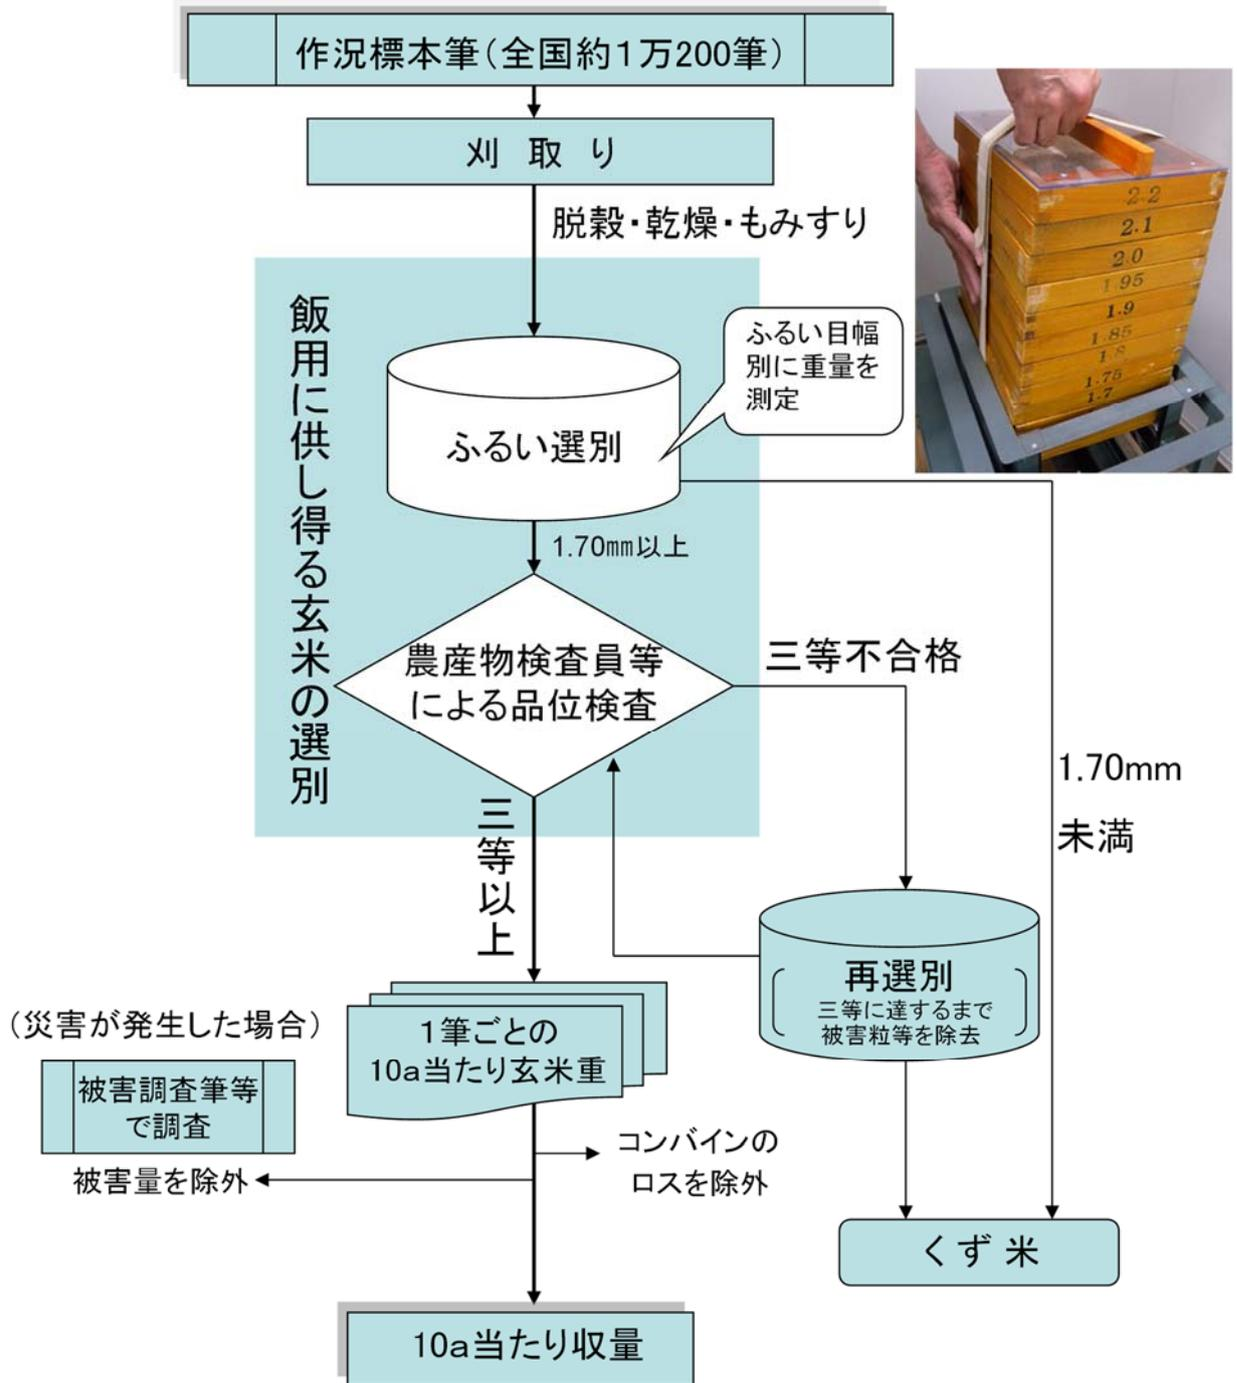 作況標本筆(全国約1万200筆)
刈取り
脱穀・乾燥・もみすり
2.2
2.1
2.0
1.95
1.9
1.85
1.8
1.75
1.7
飯用に供し得る玄米の選別
ふるい目幅
別に重量を
測定
ふるい選別
1.70㎜以上
農産物検査員等
による品位検査
三等不合格
1.70mm
未満
三等以上
再選別
三等に達するまで
被害粒等を除去
(災害が発生した場合)
被害調査筆等
で調査
被害量を除外
1筆ごとの
10a当たり玄米重
コンバインの
ロスを除外
くず米
10a当たり収量